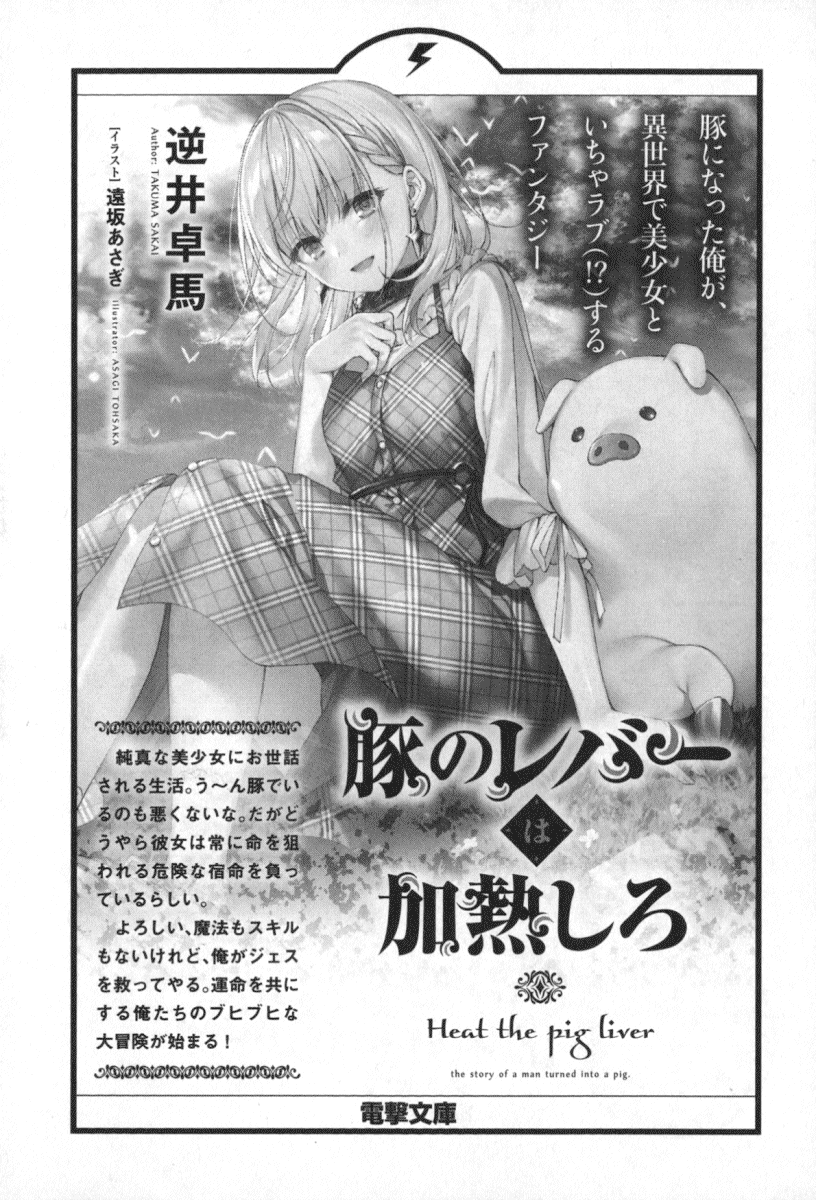 豚になった俺が、
異世界で美少女と
いちゃラブ(!?)する
ファンタジー
逆井卓馬
Author: TAKUMA SAKAI
[イラスト]遠坂あさぎ
Illustrator: ASAGI TOHSAKA
豚のレバー
は
加熱しろ
Heat the pig liver
the story of a man turned into a pig.
純真な美少女にお世話
される生活。う〜ん豚でい
るのも悪くないな。だがど
うやら彼女は常に命を狙
われる危険な宿命を負っ
ているらしい。
よろしい、魔法もスキル
もないけれど、俺がジェス
を救ってやる。運命を共に
する俺たちのブヒブヒな
大冒険が始まる!
電撃文庫